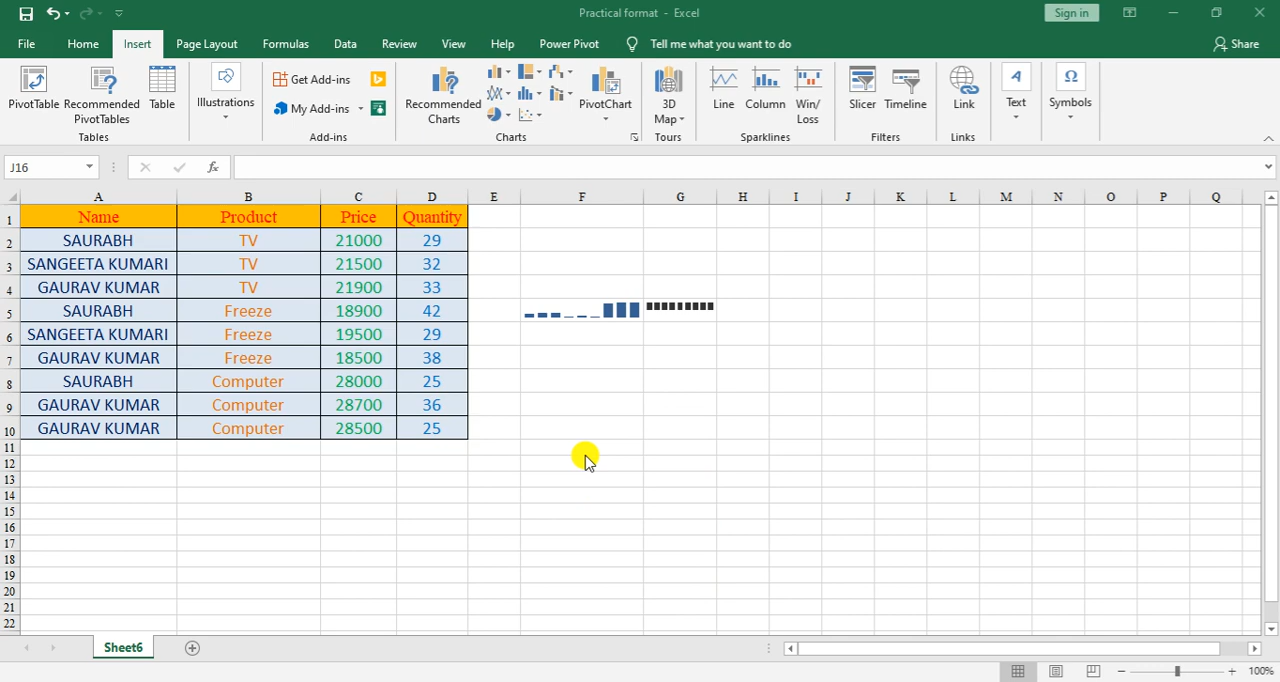 Practical format - Excel
Sign in
File Home Insert Page Layout Formulas Data Review View Help Power Pivot Tell me what you want to do Share
PivotTable Recommended PivotTables Table
Tables
Illustrations
Get Add-ins
My Add-ins
Add-ins
Recommended Charts
PivotChart
Charts
3D Map
Tours
Line Column Win/Loss
Sparklines
Slicer Timeline
Filters
Link
Links
Text
Symbols
J16 fx
A B C D E F G H I J K L M N O P Q
1 Name Product Price Quantity
2 SAURABH TV 21000 29
3 SANGEETA KUMARI TV 21500 32
4 GAURAV KUMAR TV 21900 33
5 SAURABH Freeze 18900 42
6 SANGEETA KUMARI Freeze 19500 29
7 GAURAV KUMAR Freeze 18500 38
8 SAURABH Computer 28000 25
9 GAURAV KUMAR Computer 28700 36
10 GAURAV KUMAR Computer 28500 25
11
12
13
14
15
16
17
18
19
20
21
22
Sheet6
100%